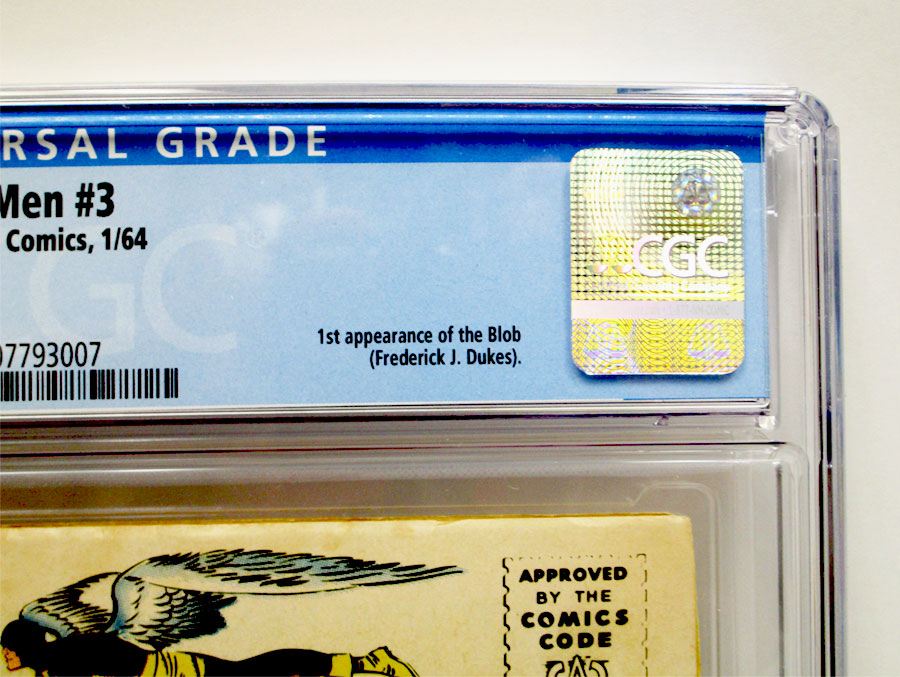 RSAL GRADE
Men #3
Comics, 1/64
CGC
GC
1st appearance of the Blob
(Frederick J. Dukes).
07793007
APPROVED
BY THE
COMICS
CODE